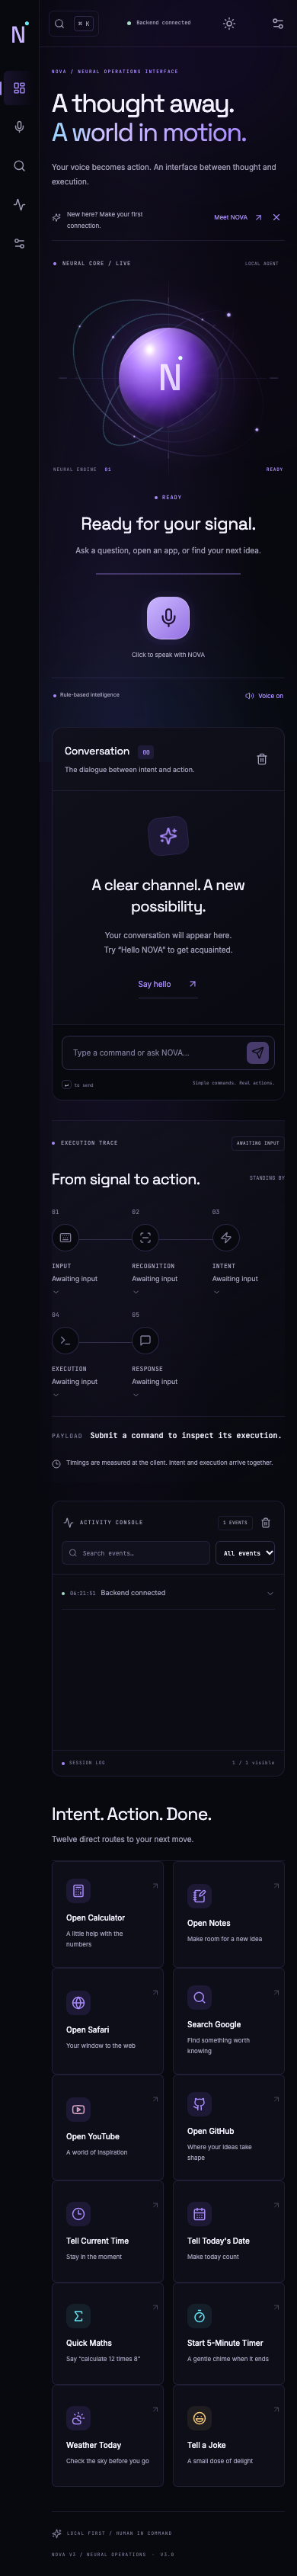 N
⌘ K
Backend connected
NOVA / NEURAL OPERATIONS INTERFACE
A thought away.
A world in motion.
Your voice becomes action. An interface between thought and
execution.
New here? Make your first
connection.
Meet NOVA
NEURAL CORE / LIVE
LOCAL AGENT
N
NEURAL ENGINE 01
READY
READY
Ready for your signal.
Ask a question, open an app, or find your next idea.
Click to speak with NOVA
Rule-based intelligence
Voice on
Conversation 00
The dialogue between intent and action.
A clear channel. A new
possibility.
Your conversation will appear here.
Try “Hello NOVA” to get acquainted.
Say hello
Type a command or ask NOVA...
↵ to send
Simple commands. Real actions.
EXECUTION TRACE
AWAITING INPUT
From signal to action.
STANDING BY
01 02 03
INPUT RECOGNITION INTENT
Awaiting input Awaiting input Awaiting input
04 05
EXECUTION RESPONSE
Awaiting input Awaiting input
PAYLOAD Submit a command to inspect its execution.
Timings are measured at the client. Intent and execution arrive together.
ACTIVITY CONSOLE
1 EVENTS
Search events…
All events
06:21:51 Backend connected
SESSION LOG
1 / 1 visible
Intent. Action. Done.
Twelve direct routes to your next move.
Open Calculator
A little help with the
numbers
Open Notes
Make room for a new idea
Open Safari
Your window to the web
Search Google
Find something worth
knowing
Open YouTube
A world of inspiration
Open GitHub
Where your ideas take
shape
Tell Current Time
Stay in the moment
Tell Today's Date
Make today count
Quick Maths
Say “calculate 12 times 8”
Start 5-Minute Timer
A gentle chime when it ends
Weather Today
Check the sky before you go
Tell a Joke
A small dose of delight
LOCAL FIRST / HUMAN IN COMMAND
NOVA V3 / NEURAL OPERATIONS · V3.0